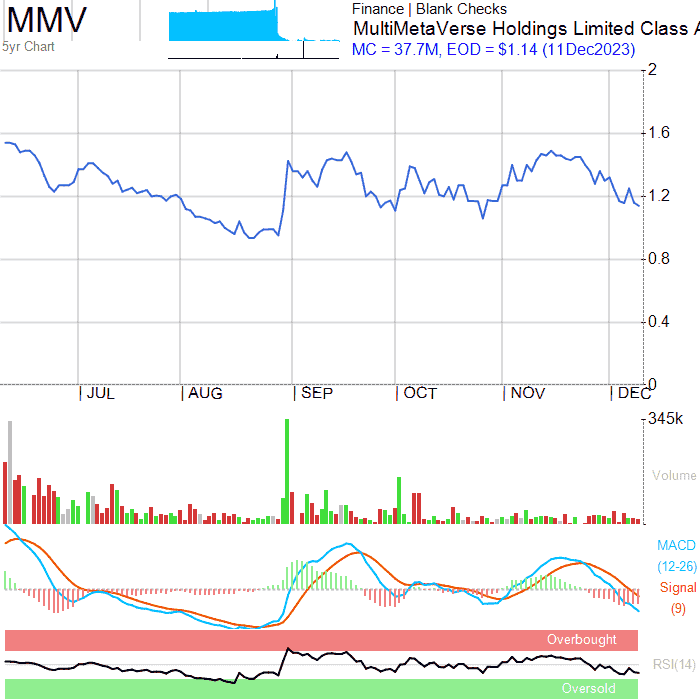 MMV
5yr Chart
Finance | Blank Checks
MultiMetaVerse Holdings Limited Class A
MC = 37.7M, EOD = $1.14 (11Dec2023)
2
1.6
1.2
0.8
0.4
0
| JUL | AUG | SEP | OCT | NOV | DEC
345k
Volume
MACD
(12-26)
Signal
(9)
Overbought
RSI(14)
Oversold